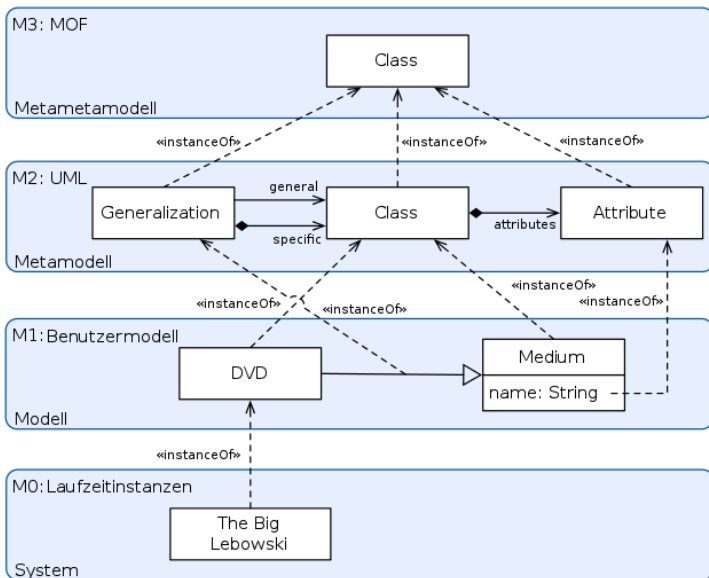 M3: MOF
Class
Metametamodell
«instanceOf»
«instanceOf»
«instanceOf»
M2: UML
general
Generalization
Class
Attribute
specific
attributes
Metamodell
«instanceOf»
«instanceOf»
«instanceOf»
«instanceOf»
M1:Benutzermodell
Medium
DVD
name: String
Modell
«instanceOf»
M0:Laufzeitinstanzen
The Big
Lebowski
System